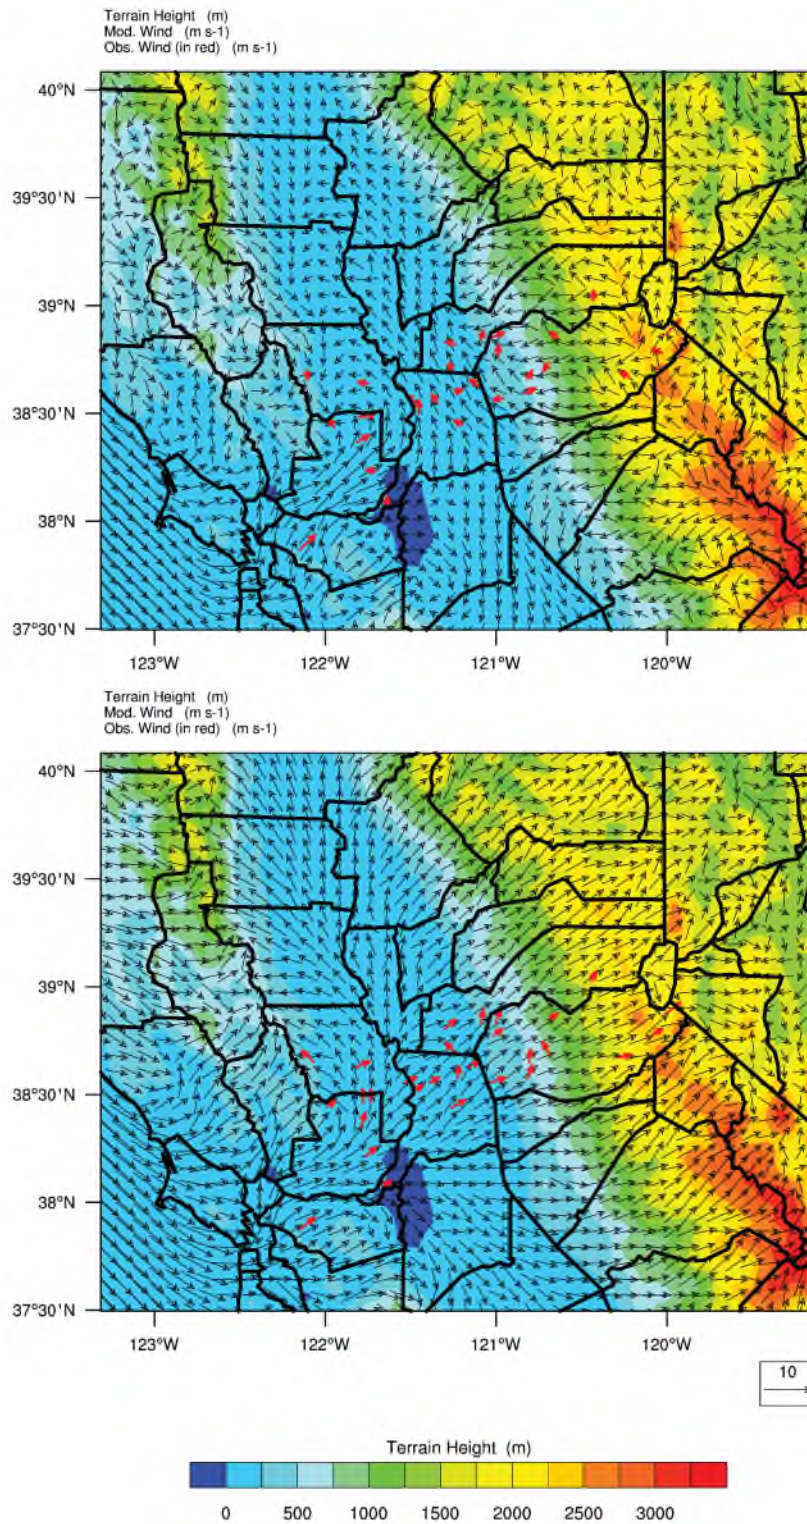 Terrain Height (m)
Mod. Wind (m s-1)
Obs. Wind (in red) (m s-1)
40°N
39°30'N
39°N
38°30'N
38°N
37°30'N
123°W 122°W 121°W 120°W
Terrain Height (m)
Mod. Wind (m s-1)
Obs. Wind (in red) (m s-1)
40°N
39°30'N
39°N
38°30'N
38°N
37°30'N
123°W 122°W 121°W 120°W
10
Terrain Height (m)
0 500 1000 1500 2000 2500 3000